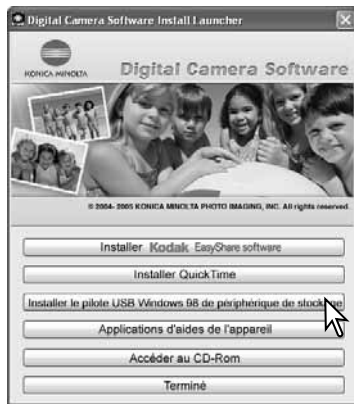 Digital Camera Software Install Launcher
KONICA MINOLTA
Digital Camera Software
© 2004- 2005 KONICA MINOLTA PHOTO IMAGING, INC. All rights reserved.
Installer Kodak EasyShare software
Installer QuickTime
Installer le pilote USB Windows 98 de périphérique de stockage
Applications d'aides de l'appareil
Accéder au CD-Rom
Terminé